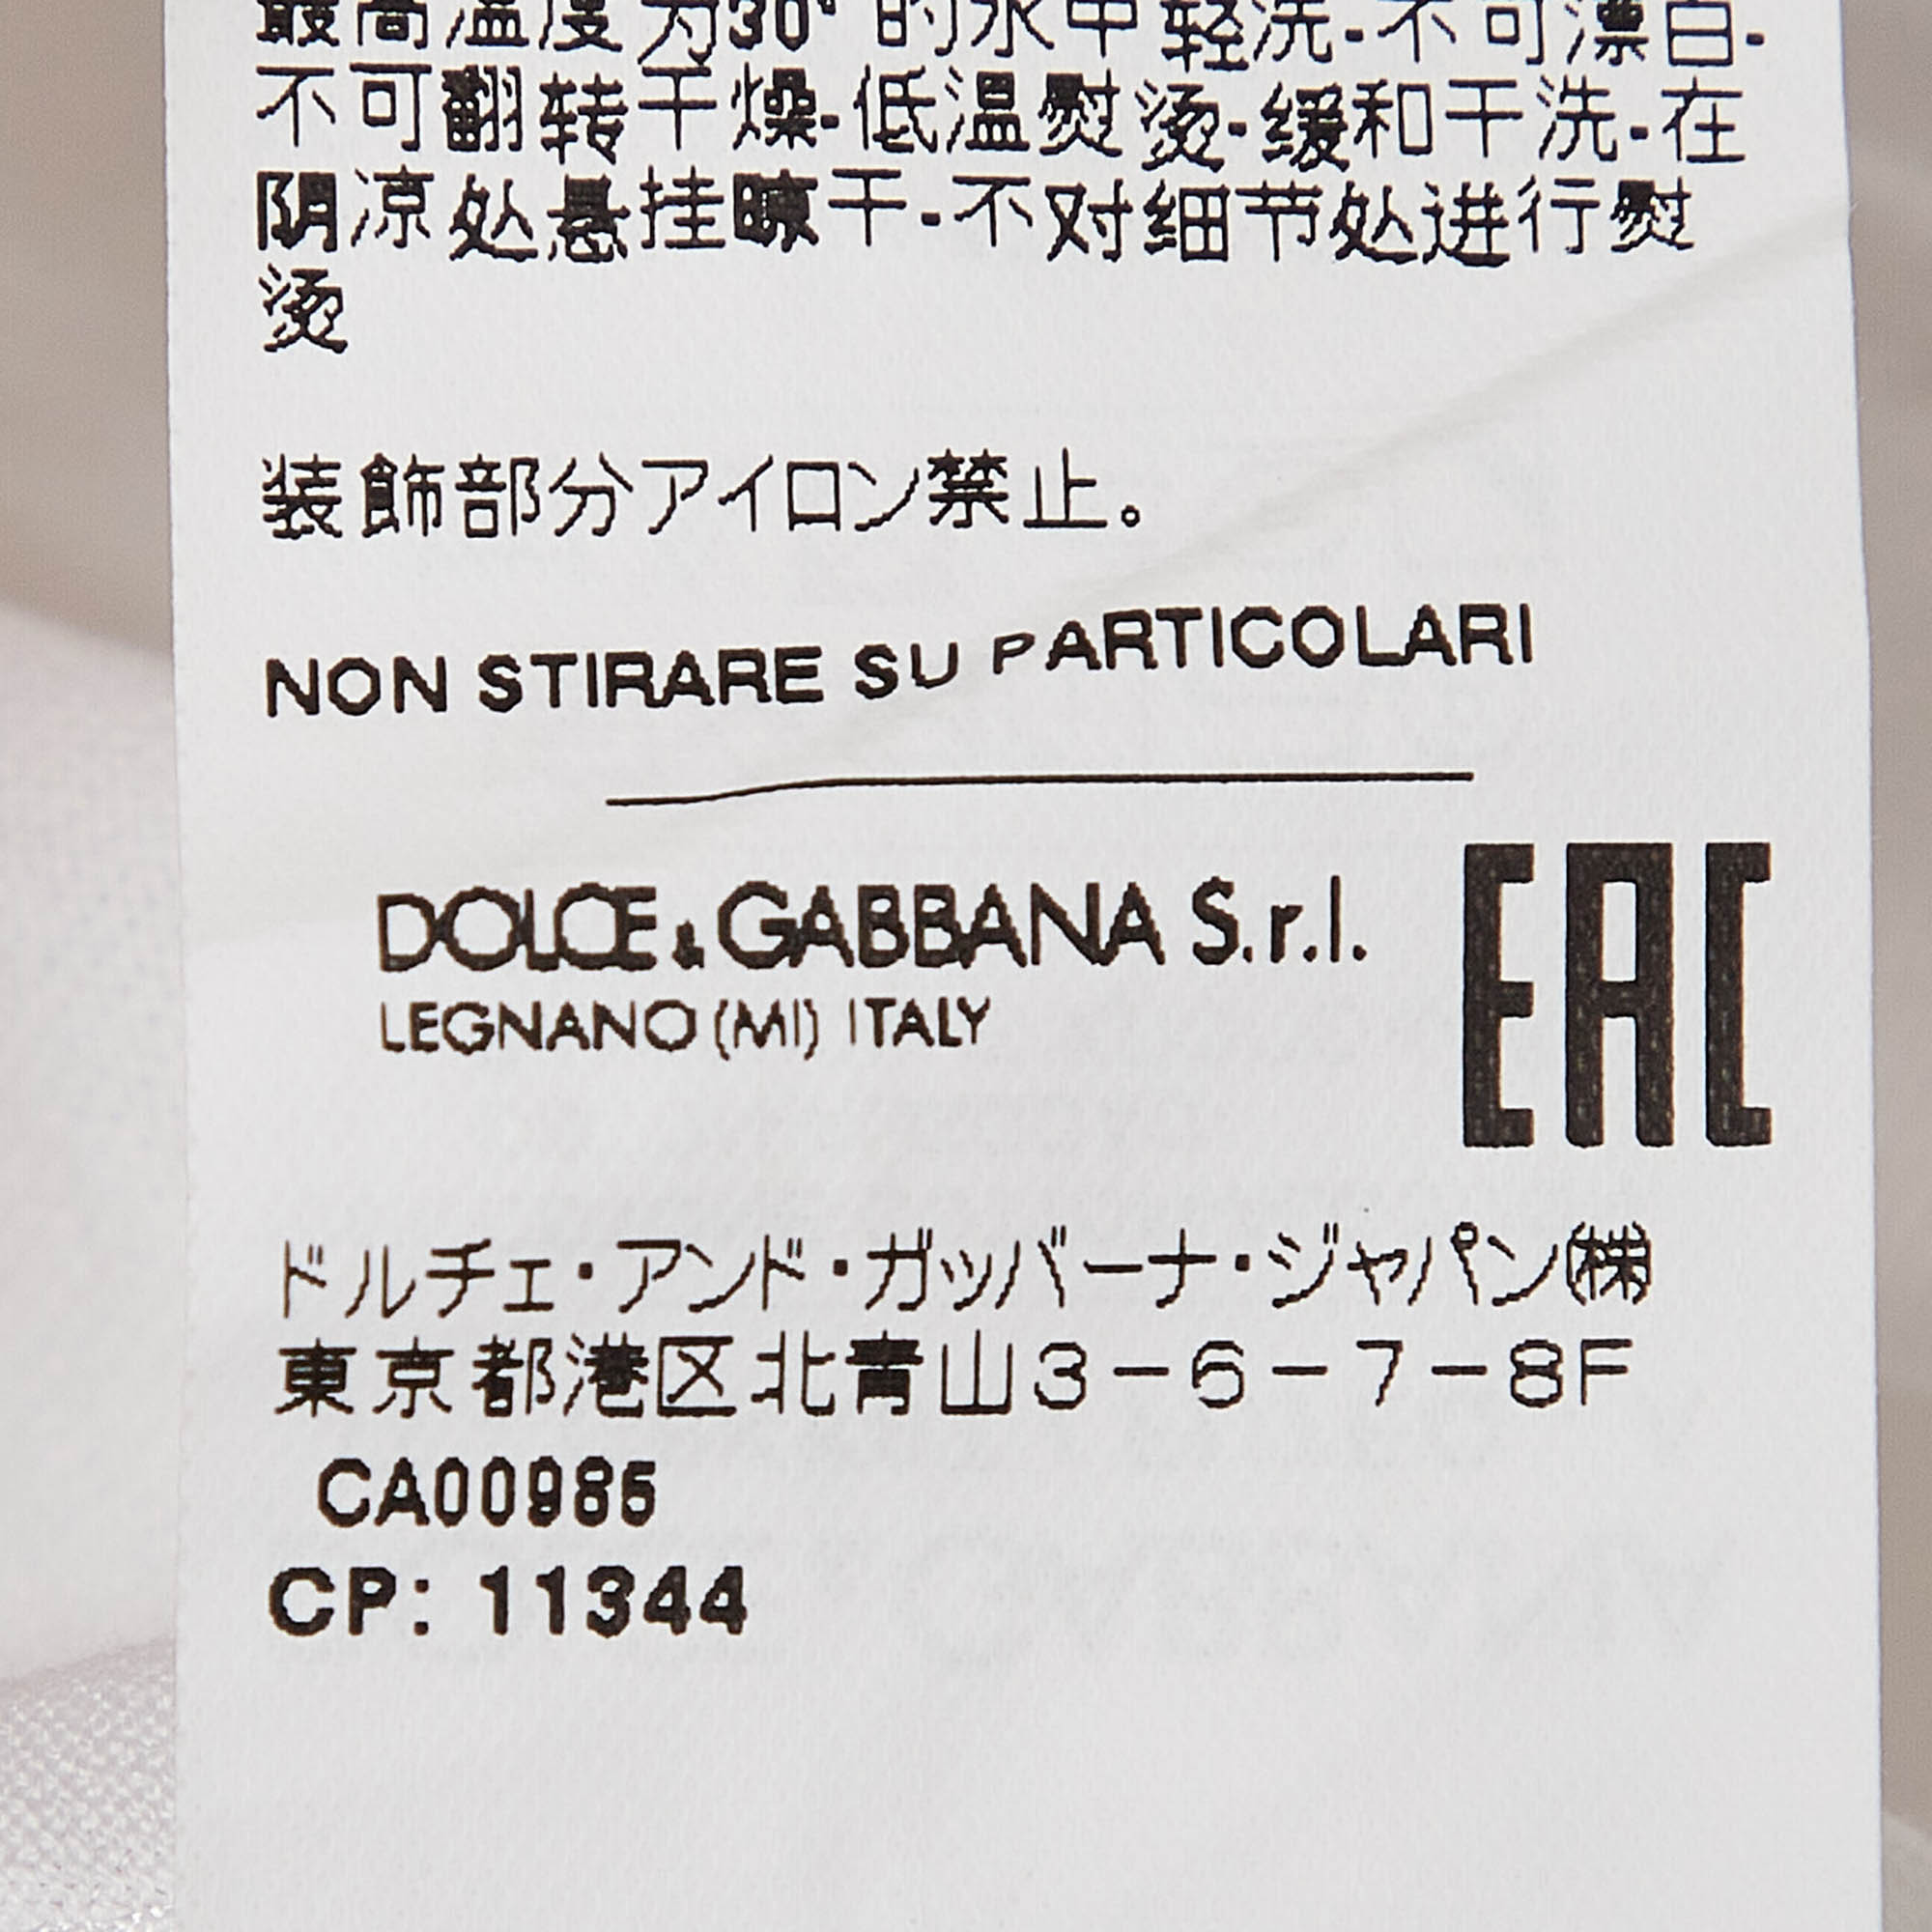 最高温度为30°的水中轻洗-不可漂白-
不可翻转干燥-低温熨烫-缓和干洗-在
阴凉处悬挂晾干-不对细节处进行熨
烫
装飾部分アイロン禁止。
NON STIRARE SU PARTICOLARI
DOLCE & GABBANA S.r.l.
LEGNANO (MI) ITALY
EAC
ドルチェ・アンド・ガッバーナ・ジャパン㈱
東京都港区北青山3-6-7-8F
CA00985
CP: 11344